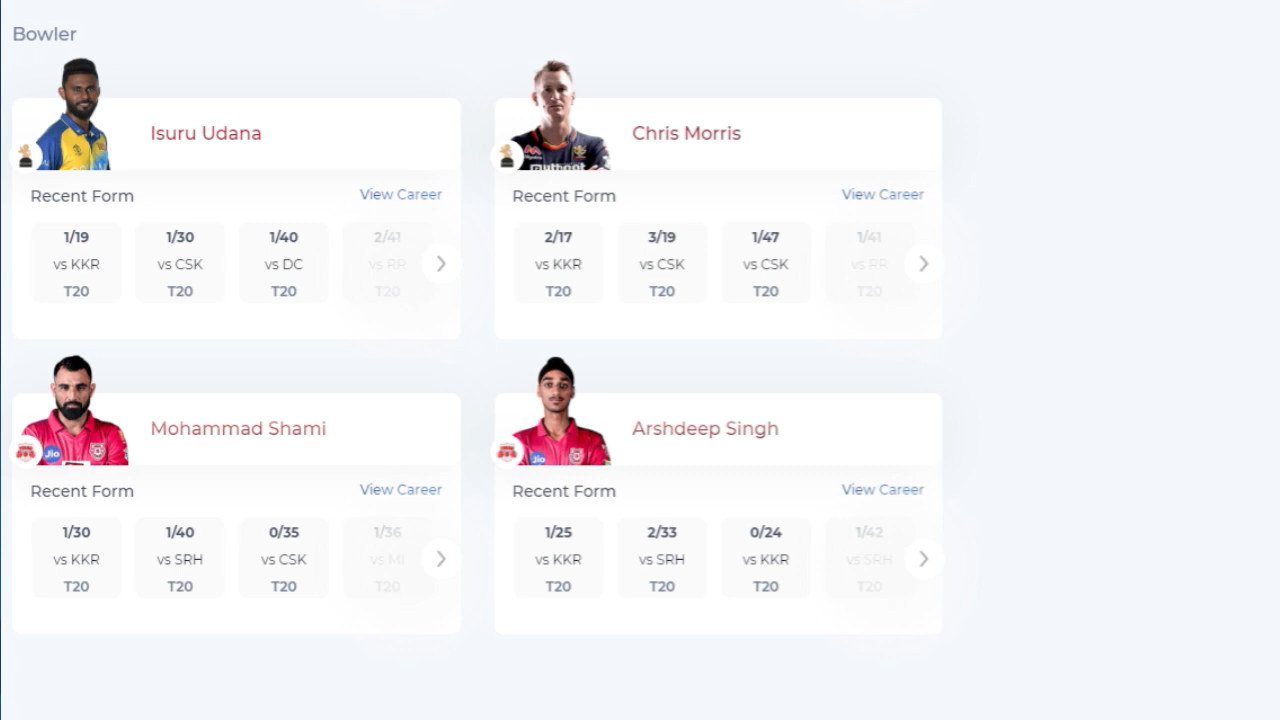 Bowler
Isuru Udana
Recent Form
View Career
1/19
vs KKR
T20
1/30
vs CSK
T20
1/40
vs DC
T20
2/41
vs RR
T20
Chris Morris
Recent Form
View Career
2/17
vs KKR
T20
3/19
vs CSK
T20
1/47
vs CSK
T20
1/41
vs RR
T20
Mohammad Shami
Jio
Recent Form
View Career
1/30
vs KKR
T20
1/40
vs SRH
T20
0/35
vs CSK
T20
1/36
vs MI
T20
Arshdeep Singh
Jio
Recent Form
View Career
1/25
vs KKR
T20
2/33
vs SRH
T20
0/24
vs KKR
T20
1/42
vs SRH
T20